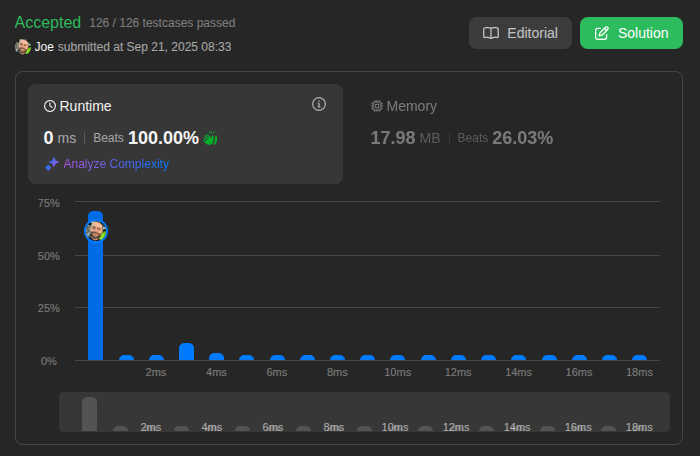 Accepted 126 / 126 testcases passed
Joe submitted at Sep 21, 2025 08:33
Editorial
Solution
Runtime
0 ms Beats 100.00%
Analyze Complexity
Memory
17.98 MB Beats 26.03%
75%
50%
25%
0%
2ms 4ms 6ms 8ms 10ms 12ms 14ms 16ms 18ms
2ms 4ms 6ms 8ms 10ms 12ms 14ms 16ms 18ms